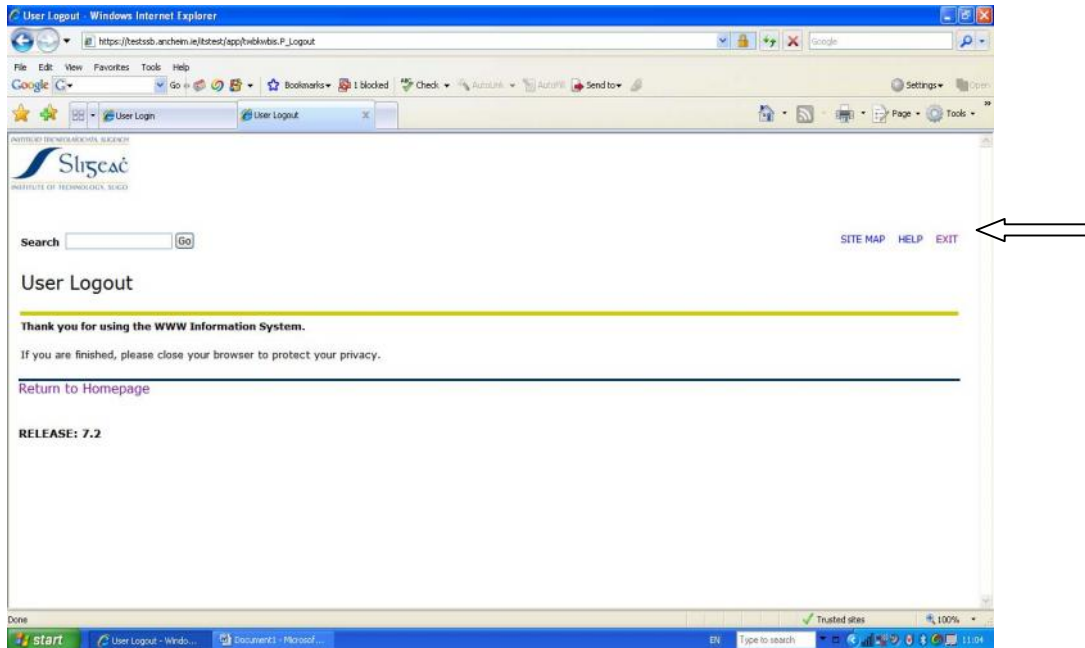 User Logout - Windows Internet Explorer
https://testssb.ancheim.ie/itstest/app/twbkwbis.P_Logout
Google
File Edit View Favorites Tools Help
Google G Go Bookmarks 1 blocked Check AutoLink AutoFill Send to Settings Open
User Login User Logout X Page Tools
Sligeaċ
INSTITUTE OF TECHNOLOGY, SLIGO
Search Go SITE MAP HELP EXIT
User Logout
Thank you for using the WWW Information System.
If you are finished, please close your browser to protect your privacy.
Return to Homepage
RELEASE: 7.2
Done Trusted sites 100%
start User Logout - Windo... Document1 - Microsof... EN Type to search 11:04